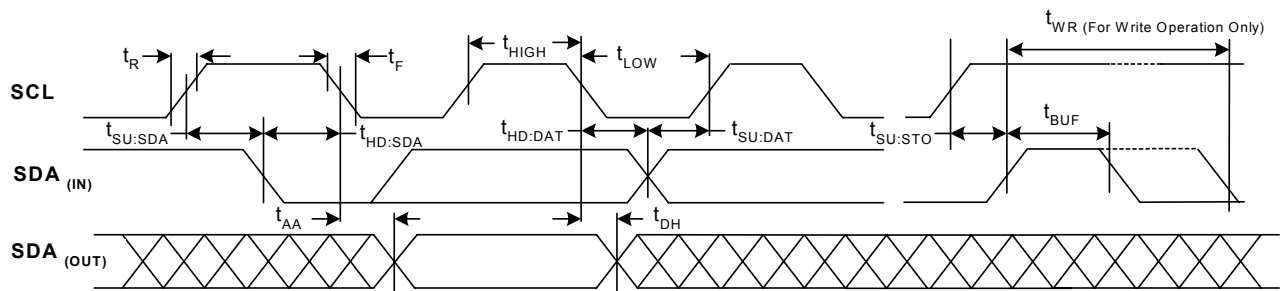 tWR (For Write Operation Only)
tR
tF
tHIGH
tLOW
SCL
tSU:SDA
tHD:SDA
tHD:DAT
tSU:DAT
tSU:STO
tBUF
SDA (IN)
tAA
tDH
SDA (OUT)